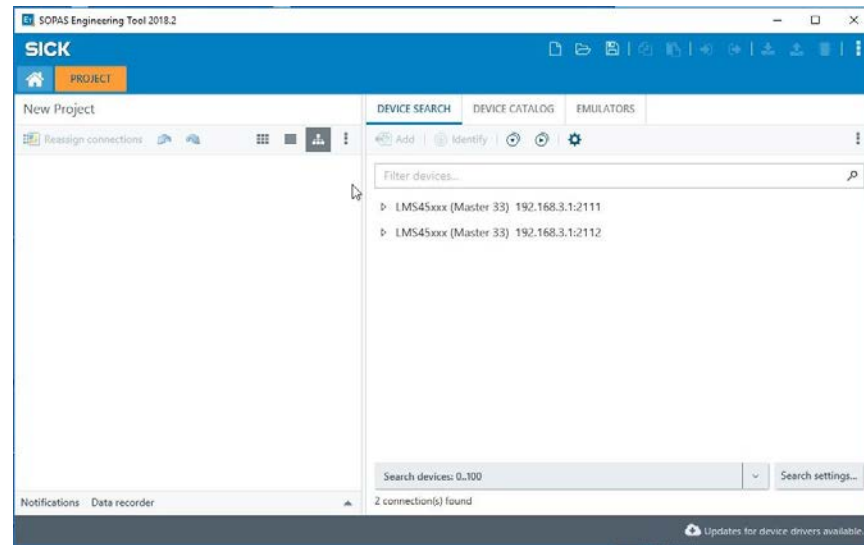 SOPAS Engineering Tool 2018.2
SICK
PROJECT
New Project
Reassign connections
DEVICE SEARCH DEVICE CATALOG EMULATORS
Add Identify
Filter devices...
LMS45xxx (Master 33) 192.168.3.1:2111
LMS45xxx (Master 33) 192.168.3.1:2112
Search devices: 0..100
Search settings...
Notifications Data recorder
2 connection(s) found
Updates for device drivers available.